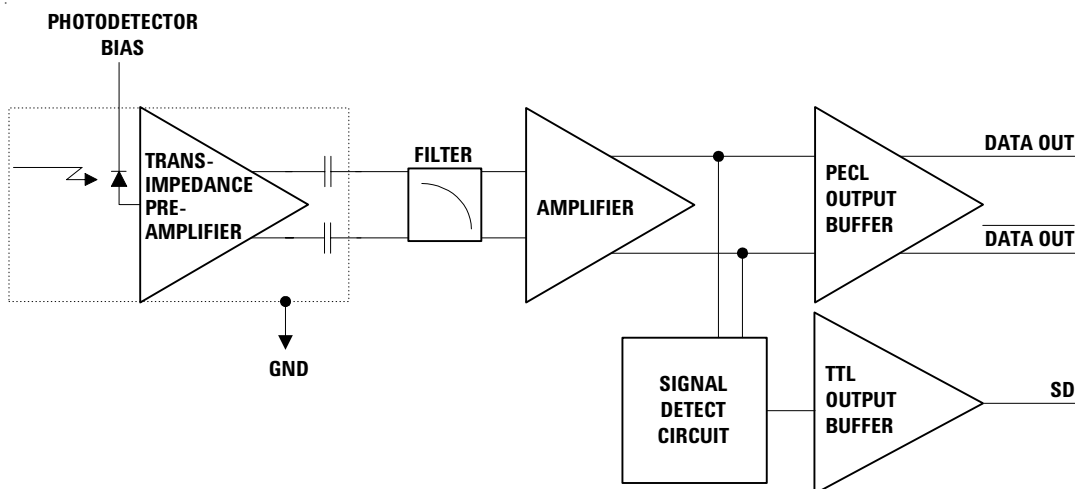 PHOTODETECTOR
BIAS
TRANS-
IMPEDANCE
PRE-
AMPLIFIER
FILTER
AMPLIFIER
PECL
OUTPUT
BUFFER
DATA OUT
DATA OUT
GND
SIGNAL
DETECT
CIRCUIT
TTL
OUTPUT
BUFFER
SD